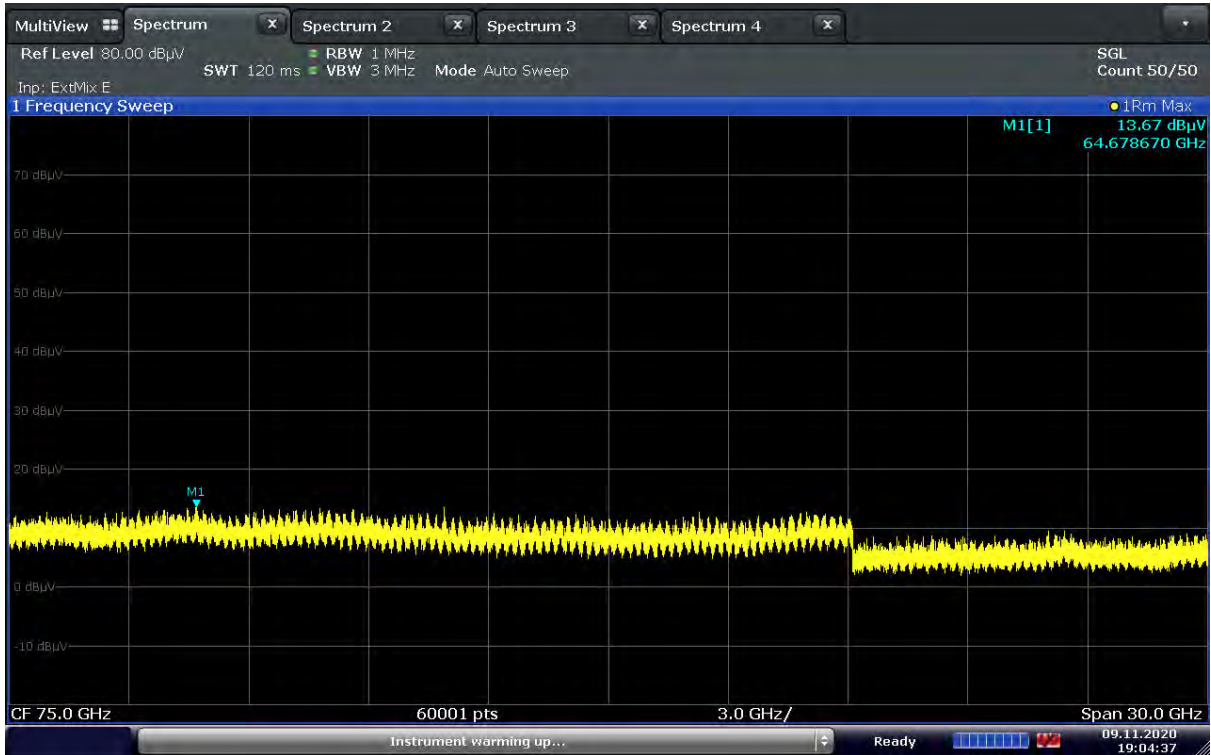 MultiView Spectrum X Spectrum 2 X Spectrum 3 X Spectrum 4 X
Ref Level 80.00 dBµV RBW 1 MHz SGL
SWT 120 ms VBW 3 MHz Mode Auto Sweep Count 50/50
Inp: ExtMix E
1 Frequency Sweep 1Rm Max
M1[1] 13.67 dBµV
64.678670 GHz
70 dBµV
60 dBµV
50 dBµV
40 dBµV
30 dBµV
20 dBµV
M1
0 dBµV
-10 dBµV
CF 75.0 GHz 60001 pts 3.0 GHz/ Span 30.0 GHz
Instrument warming up... Ready 09.11.2020
19:04:37